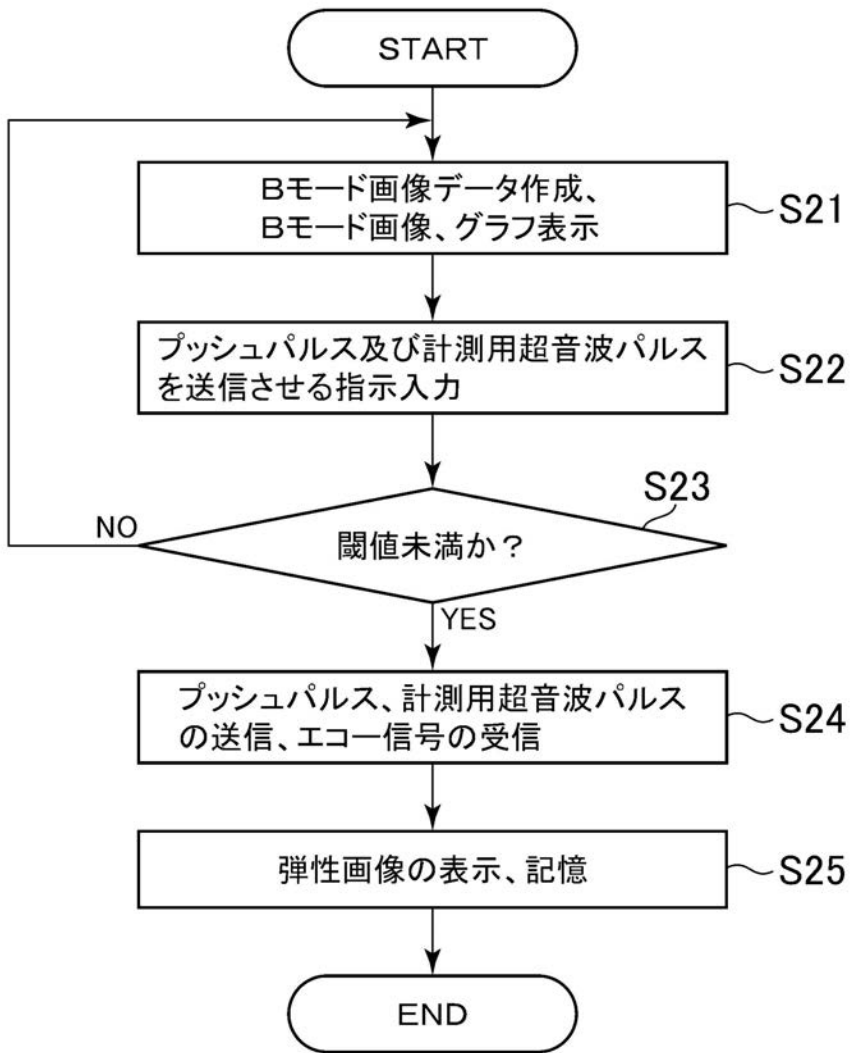 START
Bモード画像データ作成、
Bモード画像、グラフ表示
S21
プッシュパルス及び計測用超音波パルス
を送信させる指示入力
S22
S23
NO
閾値未満か？
YES
プッシュパルス、計測用超音波パルス
の送信、エコー信号の受信
S24
弾性画像の表示、記憶
S25
END